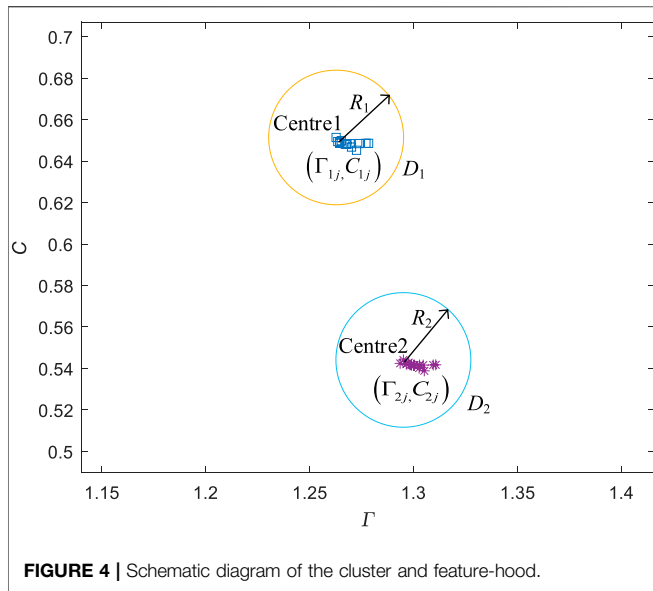 0.7
0.68
0.66
0.64
0.62
0.6
0.58
0.56
0.54
0.52
0.5
C
R₁
Centre1
(Γ₁ⱼ,C₁ⱼ)
D₁
R₂
Centre2
(Γ₂ⱼ,C₂ⱼ)
D₂
1.15 1.2 1.25 1.3 1.35 1.4
Γ
FIGURE 4 | Schematic diagram of the cluster and feature-hood.